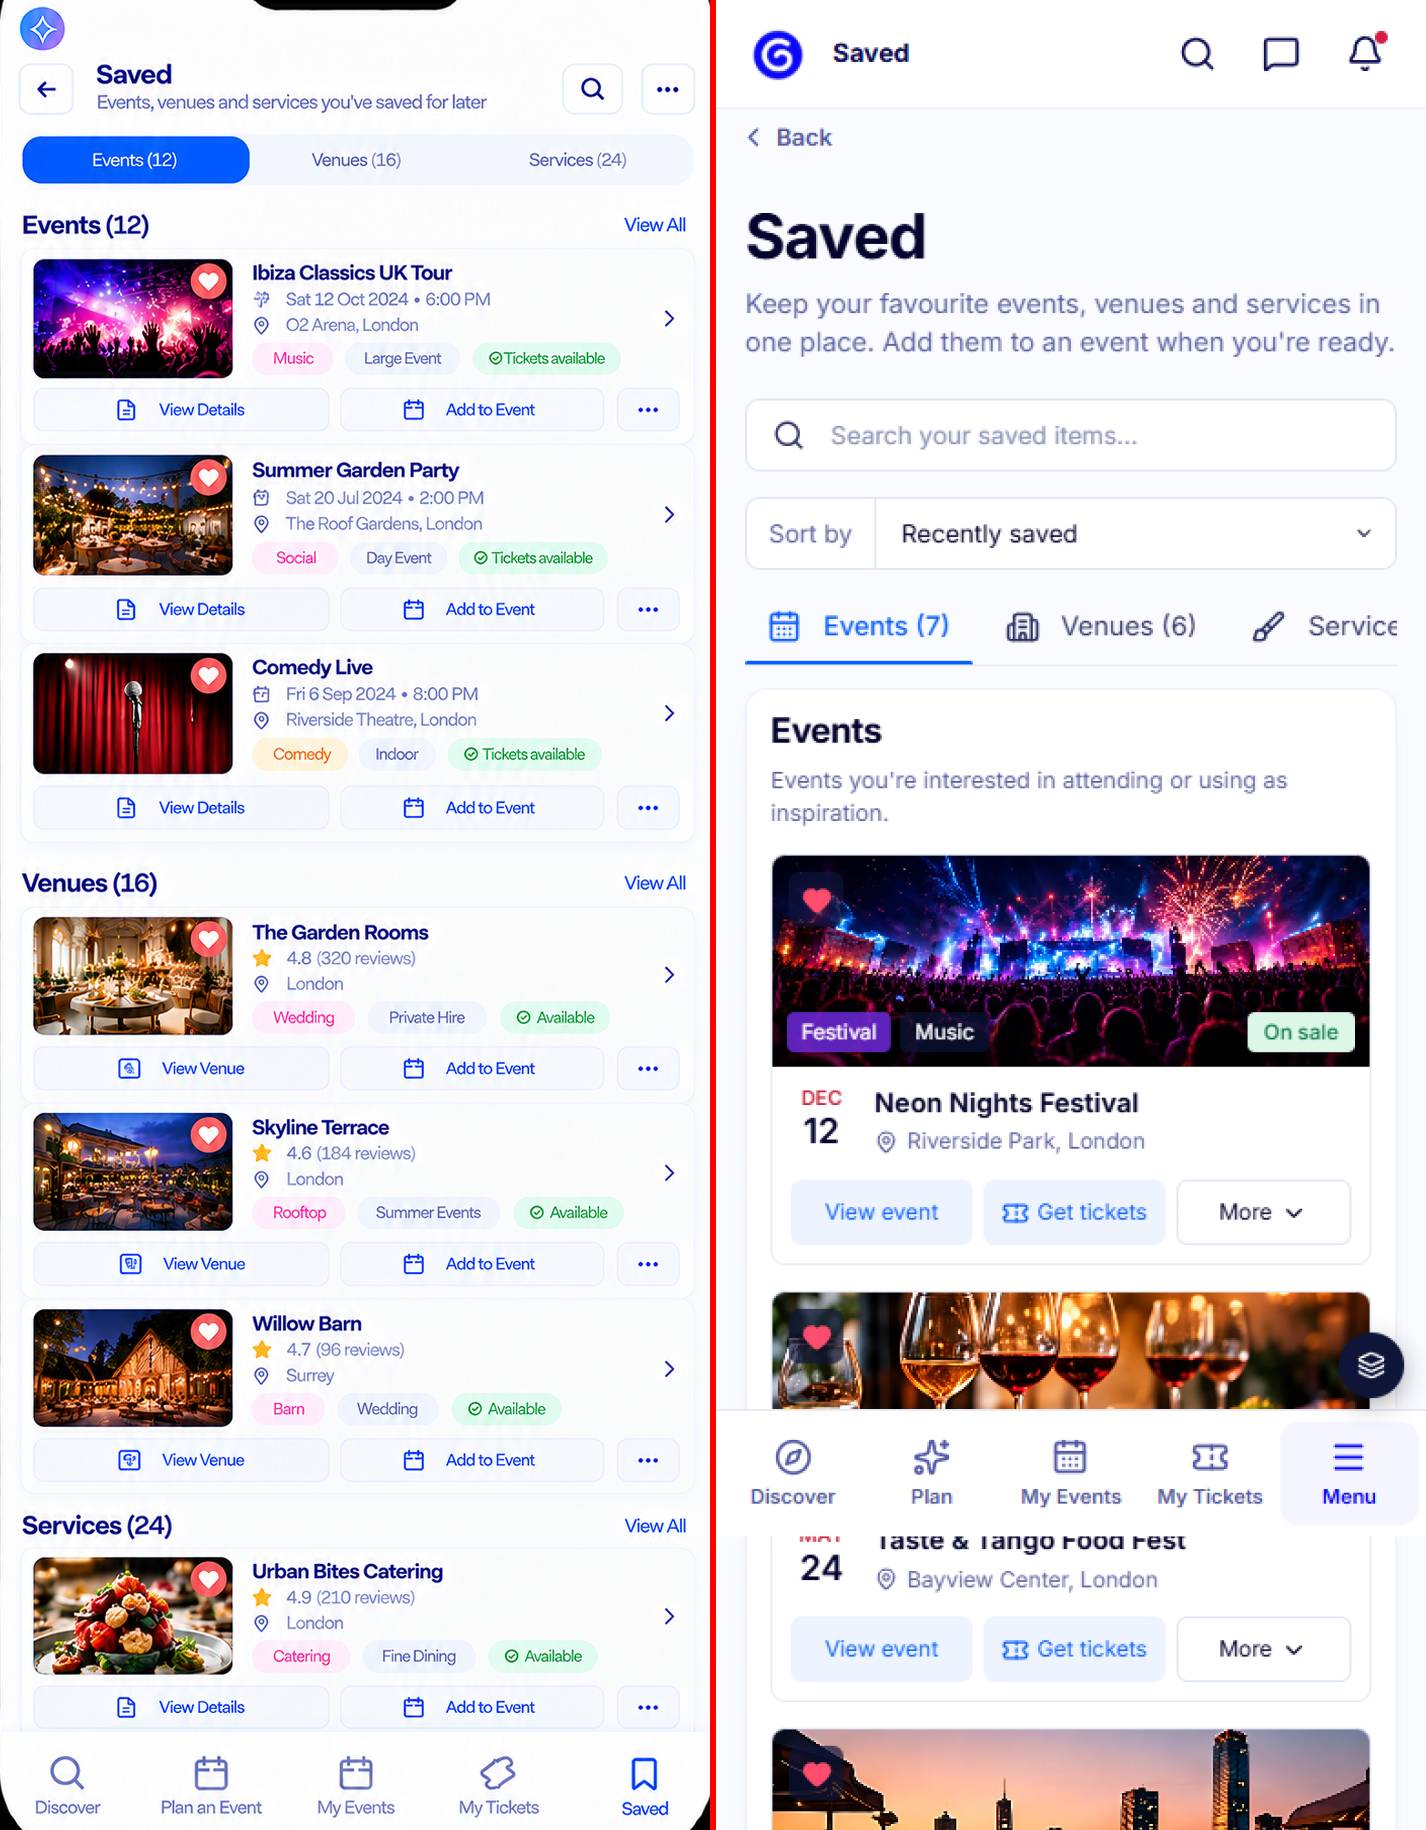 Saved
Events, venues and services you've saved for later
Events (12)
Venues (16)
Services (24)
Events (12)
View All
Ibiza Classics UK Tour
Sat 12 Oct 2024 • 6:00 PM
O2 Arena, London
Music
Large Event
Tickets available
View Details
Add to Event
Summer Garden Party
Sat 20 Jul 2024 • 2:00 PM
The Roof Gardens, London
Social
Day Event
Tickets available
View Details
Add to Event
Comedy Live
Fri 6 Sep 2024 • 8:00 PM
Riverside Theatre, London
Comedy
Indoor
Tickets available
View Details
Add to Event
Venues (16)
View All
The Garden Rooms
4.8 (320 reviews)
London
Wedding
Private Hire
Available
View Venue
Add to Event
Skyline Terrace
4.6 (184 reviews)
London
Rooftop
Summer Events
Available
View Venue
Add to Event
Willow Barn
4.7 (96 reviews)
Surrey
Barn
Wedding
Available
View Venue
Add to Event
Services (24)
View All
Urban Bites Catering
4.9 (210 reviews)
London
Catering
Fine Dining
Available
View Details
Add to Event
Discover
Plan an Event
My Events
My Tickets
Saved
Saved
Back
Saved
Keep your favourite events, venues and services in
one place. Add them to an event when you're ready.
Search your saved items...
Sort by
Recently saved
Events (7)
Venues (6)
Service
Events
Events you're interested in attending or using as
inspiration.
Festival
Music
On sale
DEC
12
Neon Nights Festival
Riverside Park, London
View event
Get tickets
More
Discover
Plan
My Events
My Tickets
Menu
MAY
24
Taste & Tango Food Fest
Bayview Center, London
View event
Get tickets
More